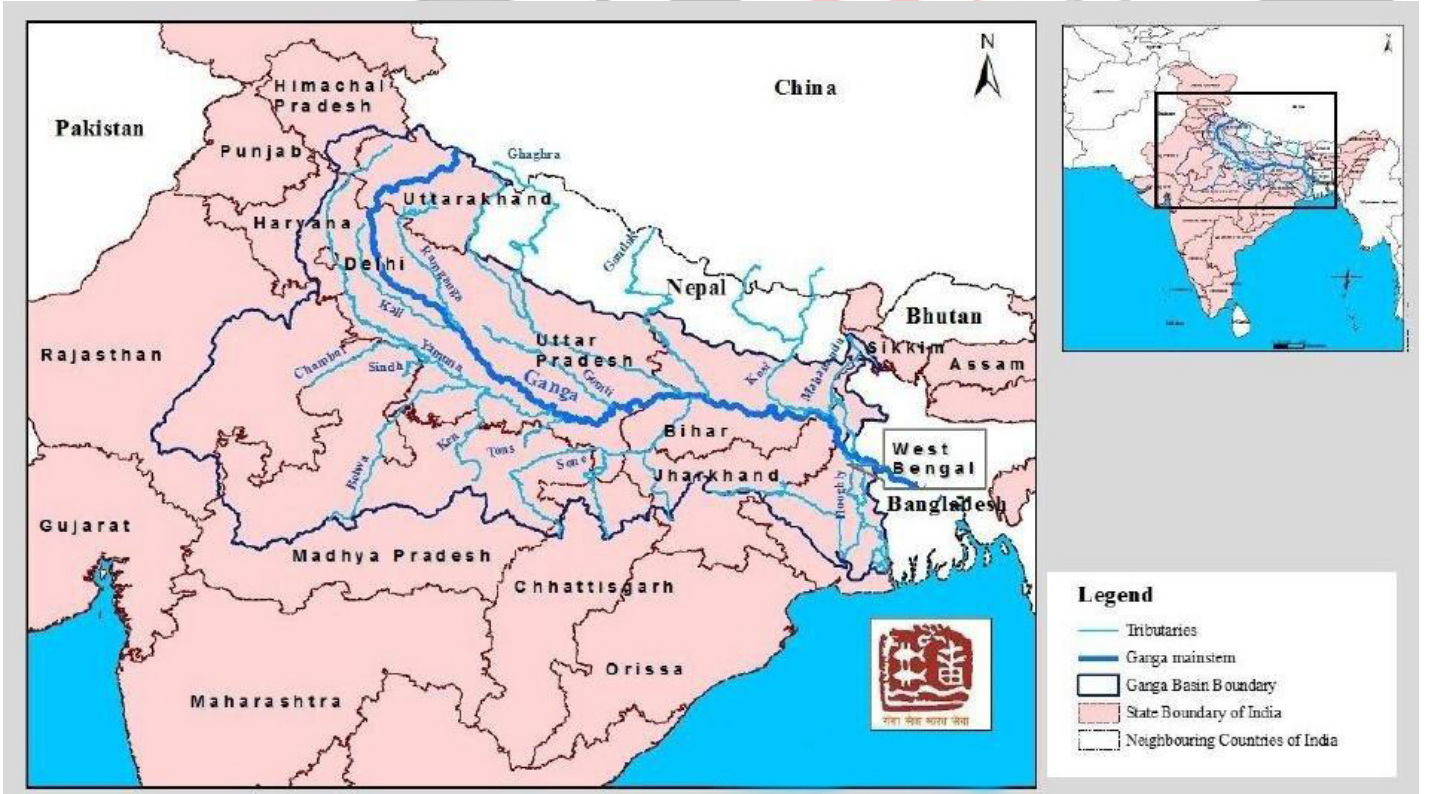 N
China
Himachal
Pradesh
Pakistan
Punjab
Ghaghra
Uttarakhand
Haryana
Delhi
Ramganga
Gandak
Nepal
Kali
Bhutan
Uttar
Pradesh
Sikkim
Rajasthan
Assam
Chambal
Sindh
Yamuna
Ganga
Gomti
Kosi
Mahananda
Bihar
West
Bengal
Ken
Tons
Sone
Betwa
Jharkhand
Hooghly
Bangladesh
Gujarat
Madhya Pradesh
Chhattisgarh
Orissa
Maharashtra
गंगा सेवा भारत सेवा
Legend
Tributaries
Ganga mainstem
Ganga Basin Boundary
State Boundary of India
Neighbouring Countries of India